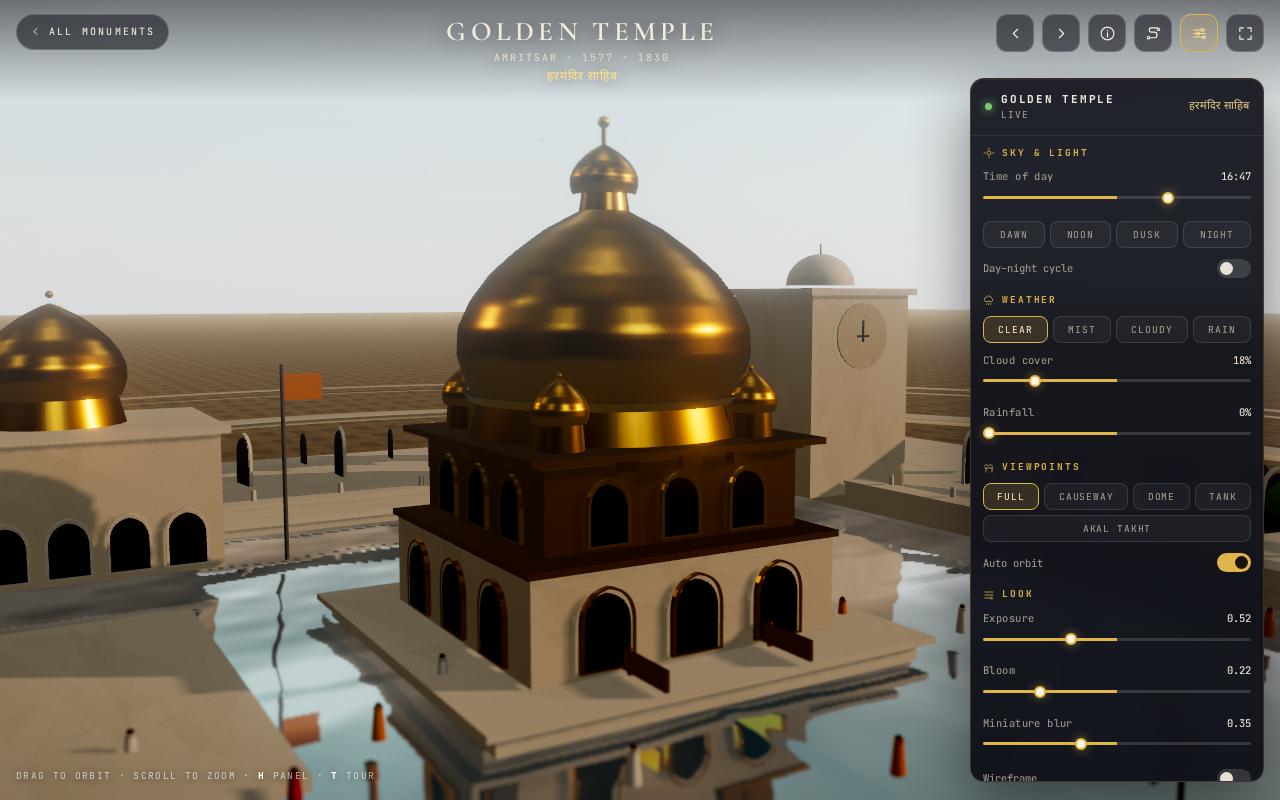 ALL MONUMENTS
GOLDEN TEMPLE
AMRITSAR · 1577 · 1830
हरमंदिर साहिब
GOLDEN TEMPLE
LIVE
हरमंदिर साहिब
SKY & LIGHT
Time of day 16:47
DAWN NOON DUSK NIGHT
Day-night cycle
WEATHER
CLEAR MIST CLOUDY RAIN
Cloud cover 18%
Rainfall 0%
VIEWPOINTS
FULL CAUSEWAY DOME TANK
AKAL TAKHT
Auto orbit
LOOK
Exposure 0.52
Bloom 0.22
Miniature blur 0.35
Wireframe
DRAG TO ORBIT · SCROLL TO ZOOM · H PANEL · T TOUR